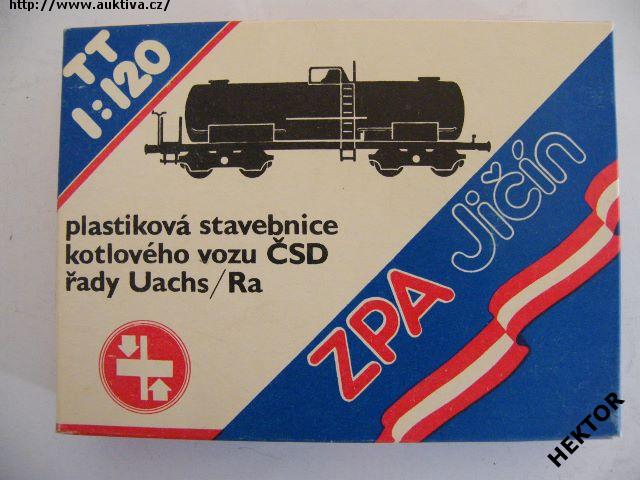 http://www.auktiva.cz/
TT
1:120
plastiková stavebnice
kotlového vozu ČSD
řady Uachs/Ra
ZPA Jičín
HEKTOR